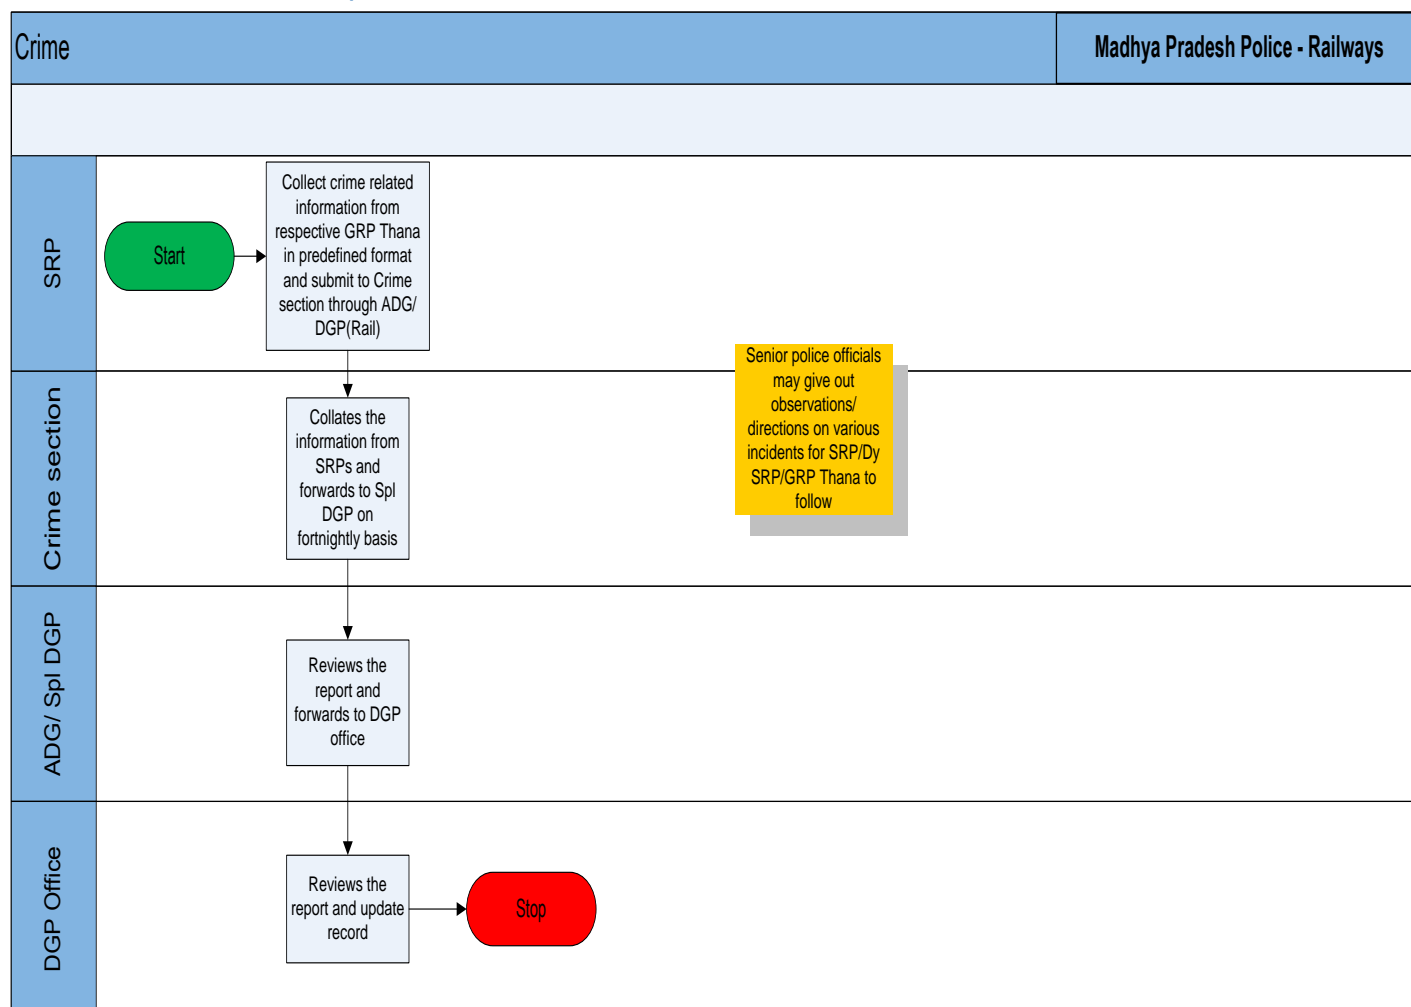 Crime
Madhya Pradesh Police - Railways
SRP
Start
Collect crime related
information from
respective GRP Thana
in predefined format
and submit to Crime
section through ADG/
DGP(Rail)
Senior police officials
may give out
observations/
directions on various
incidents for SRP/Dy
SRP/GRP Thana to
follow
Crime section
Collates the
information from
SRPs and
forwards to Spl
DGP on
fortnightly basis
ADG/ Spl DGP
Reviews the
report and
forwards to DGP
office
DGP Office
Reviews the
report and update
record
Stop